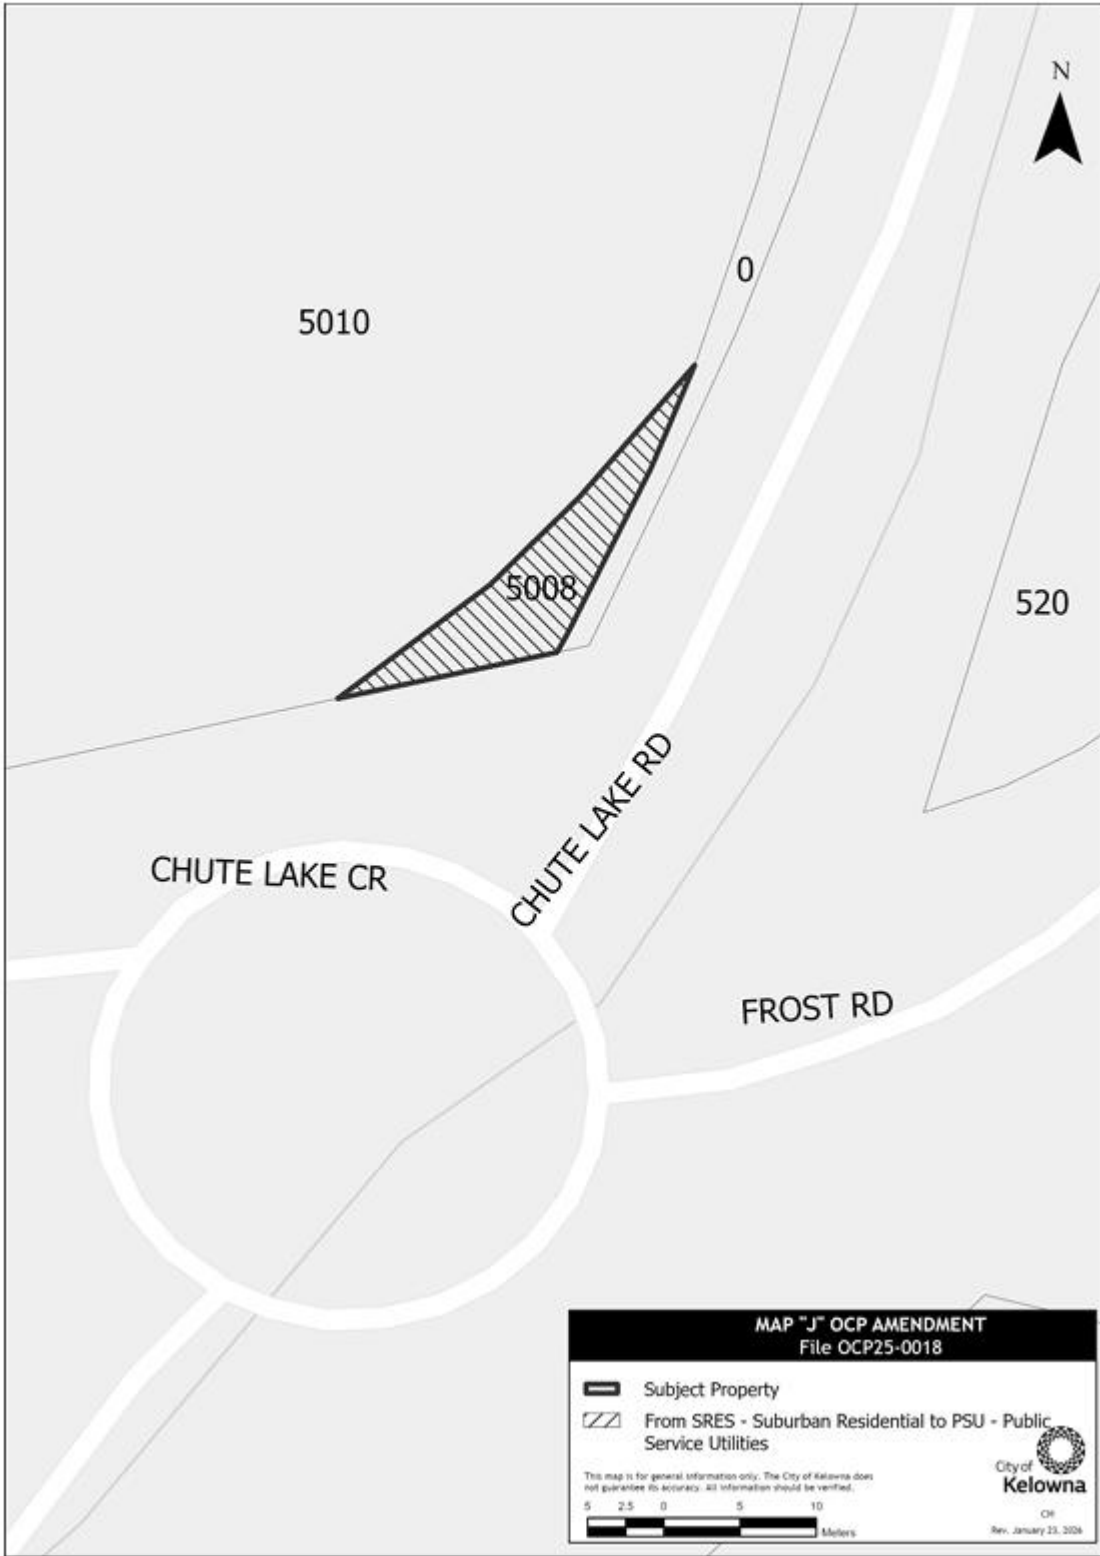 N
0
5010
5008
520
CHUTE LAKE RD
CHUTE LAKE CR
FROST RD
MAP "J" OCP AMENDMENT
File OCP25-0018
Subject Property
From SRES - Suburban Residential to PSU - Public
Service Utilities
This map is for general information only. The City of Kelowna does
not guarantee its accuracy. All information should be verified.
5 2.5 0 5 10
Meters
City of
Kelowna
CM
Rev. January 23, 2026